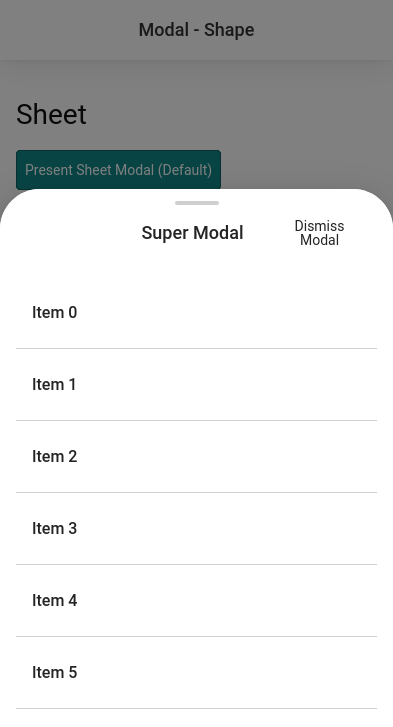 Modal - Shape
Sheet
Present Sheet Modal (Default)
Super Modal
Dismiss
Modal
Item 0
Item 1
Item 2
Item 3
Item 4
Item 5